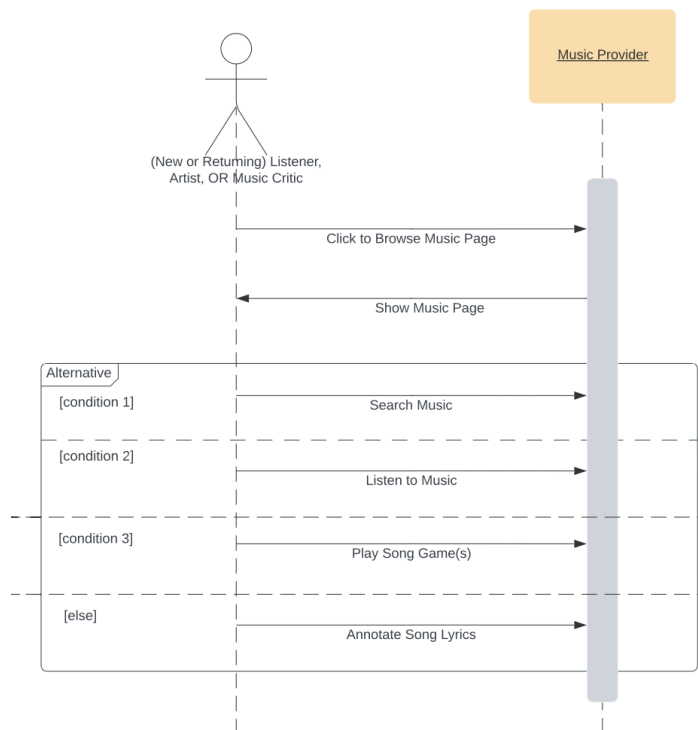 Music Provider
(New or Returning) Listener,
Artist, OR Music Critic
Click to Browse Music Page
Show Music Page
Alternative
[condition 1]
Search Music
[condition 2]
Listen to Music
[condition 3]
Play Song Game(s)
[else]
Annotate Song Lyrics